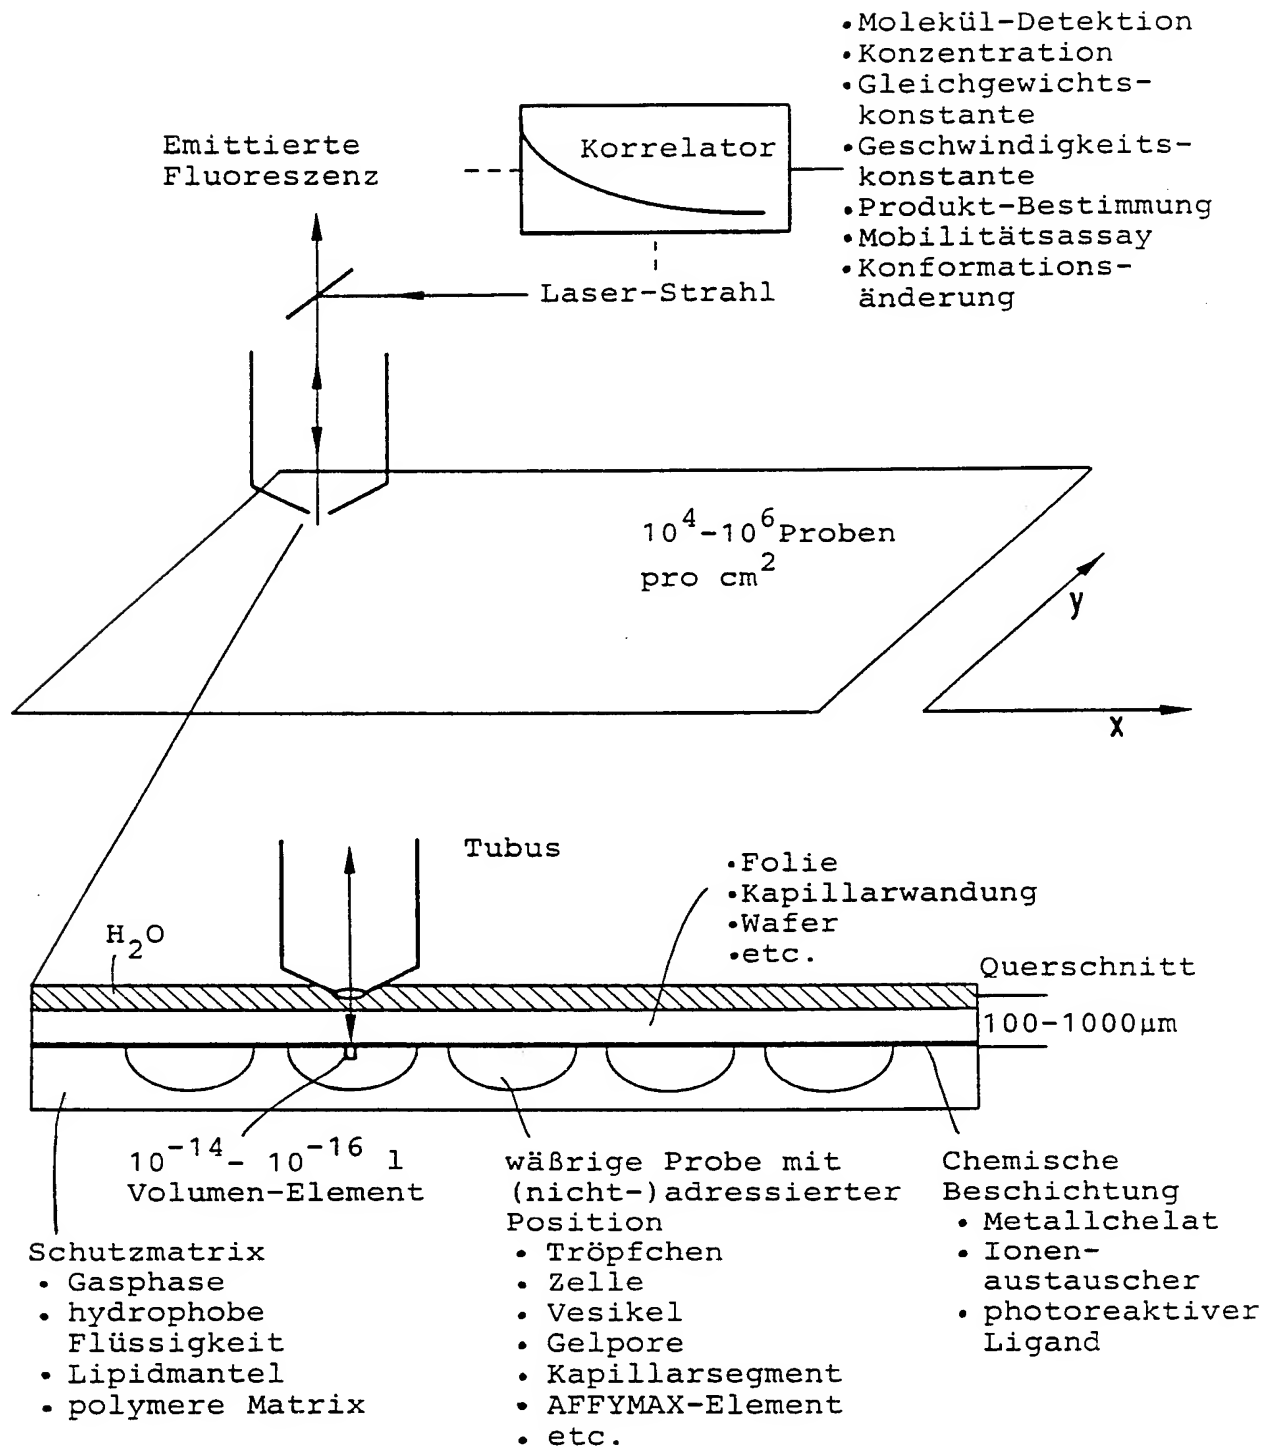 •Molekül-Detektion
•Konzentration
•Gleichgewichts-
konstante
•Geschwindigkeits-
konstante
•Produkt-Bestimmung
•Mobilitätsassay
•Konformations-
änderung
Emittierte
Fluoreszenz
Korrelator
Laser-Strahl
10⁴-10⁶Proben
pro cm²
y
x
Tubus
•Folie
•Kapillarwandung
•Wafer
•etc.
H₂O
Querschnitt
100-1000µm
10⁻¹⁴- 10⁻¹⁶ l
Volumen-Element
wäßrige Probe mit
(nicht-)adressierter
Position
• Tröpfchen
• Zelle
• Vesikel
• Gelpore
• Kapillarsegment
• AFFYMAX-Element
• etc.
Chemische
Beschichtung
• Metallchelat
• Ionen-
austauscher
• photoreaktiver
Ligand
Schutzmatrix
• Gasphase
• hydrophobe
Flüssigkeit
• Lipidmantel
• polymere Matrix